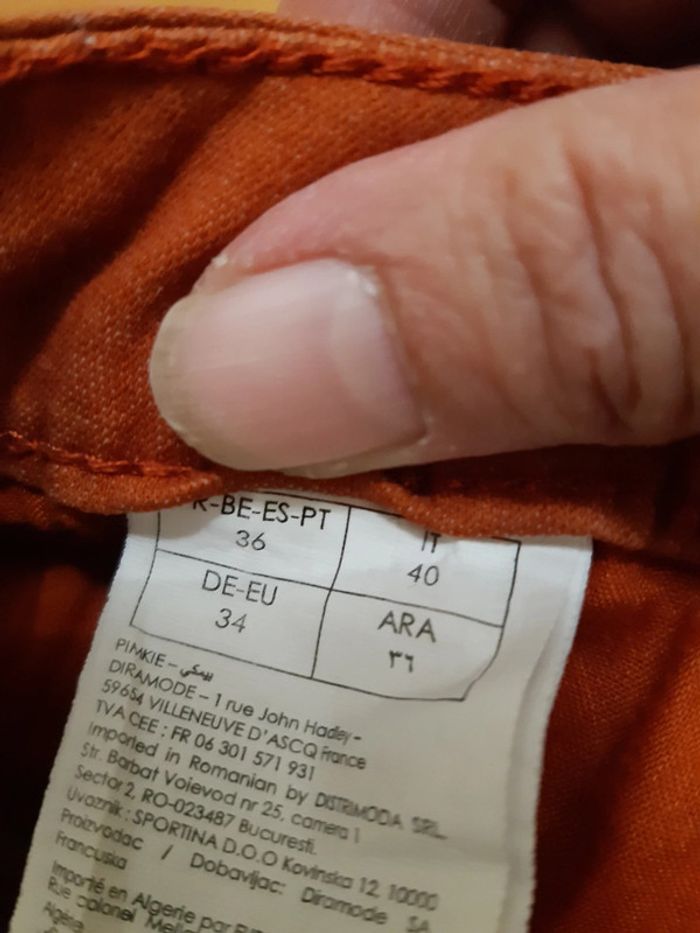 R-BE-ES-PT
36
IT
40
DE-EU
34
ARA
٣٦
PIMKIE – بيمكي
DIRAMODE – 1 rue John Hadley –
59654 VILLENEUVE D'ASCQ France
TVA CEE : FR 06 301 571 931
Imported in Romanian by DISTRIMODA SRL.
Str. Barbat Voievod nr 25, camera 1
Sector 2, RO-023487 Bucuresti.
Uvoznik : SPORTINA D.O.O Kovinska 12, 10000
Proizvodac / Dobavljac: Diramode SA
Francuska
Importé en Algerie par
Rue colonel
Algérie